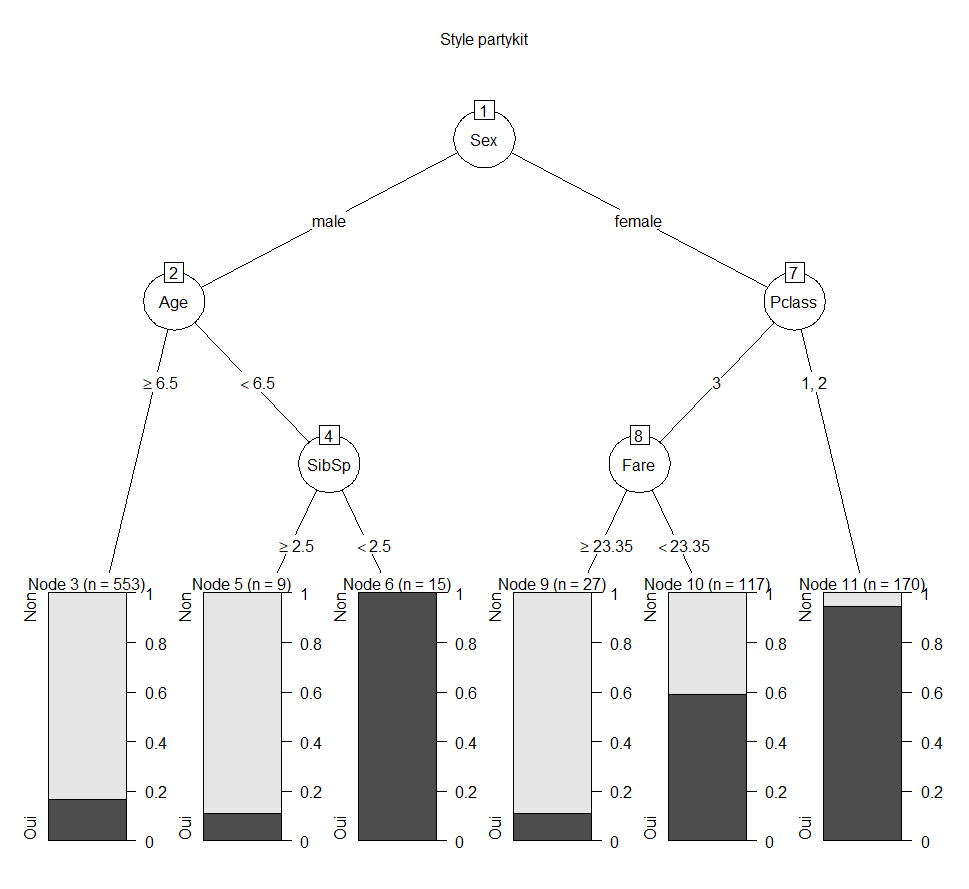 Style partykit
1
Sex
male
female
2
Age
7
Pclass
≥ 6.5
< 6.5
3
1, 2
4
SibSp
8
Fare
≥ 2.5
< 2.5
≥ 23.35
< 23.35
Node 3 (n = 553)
Node 5 (n = 9)
Node 6 (n = 15)
Node 9 (n = 27)
Node 10 (n = 117)
Node 11 (n = 170)
Non
Oui
1
0.8
0.6
0.4
0.2
0
Non
Oui
1
0.8
0.6
0.4
0.2
0
Non
Oui
1
0.8
0.6
0.4
0.2
0
Non
Oui
1
0.8
0.6
0.4
0.2
0
Non
Oui
1
0.8
0.6
0.4
0.2
0
Non
Oui
1
0.8
0.6
0.4
0.2
0